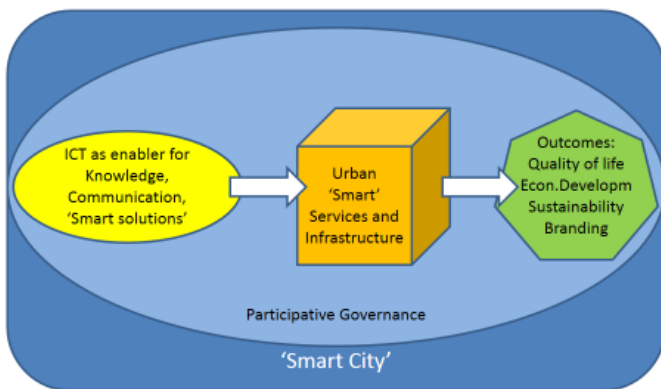 ICT as enabler for
Knowledge,
Communication,
‘Smart solutions’
Urban
‘Smart’
Services and
Infrastructure
Outcomes:
Quality of life
Econ.Developm
Sustainability
Branding
Participative Governance
‘Smart City’